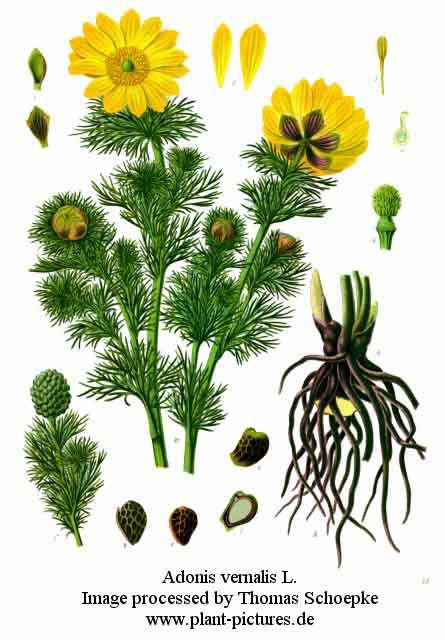 Adonis vernalis L.
Image processed by Thomas Schoepke
www.plant-pictures.de